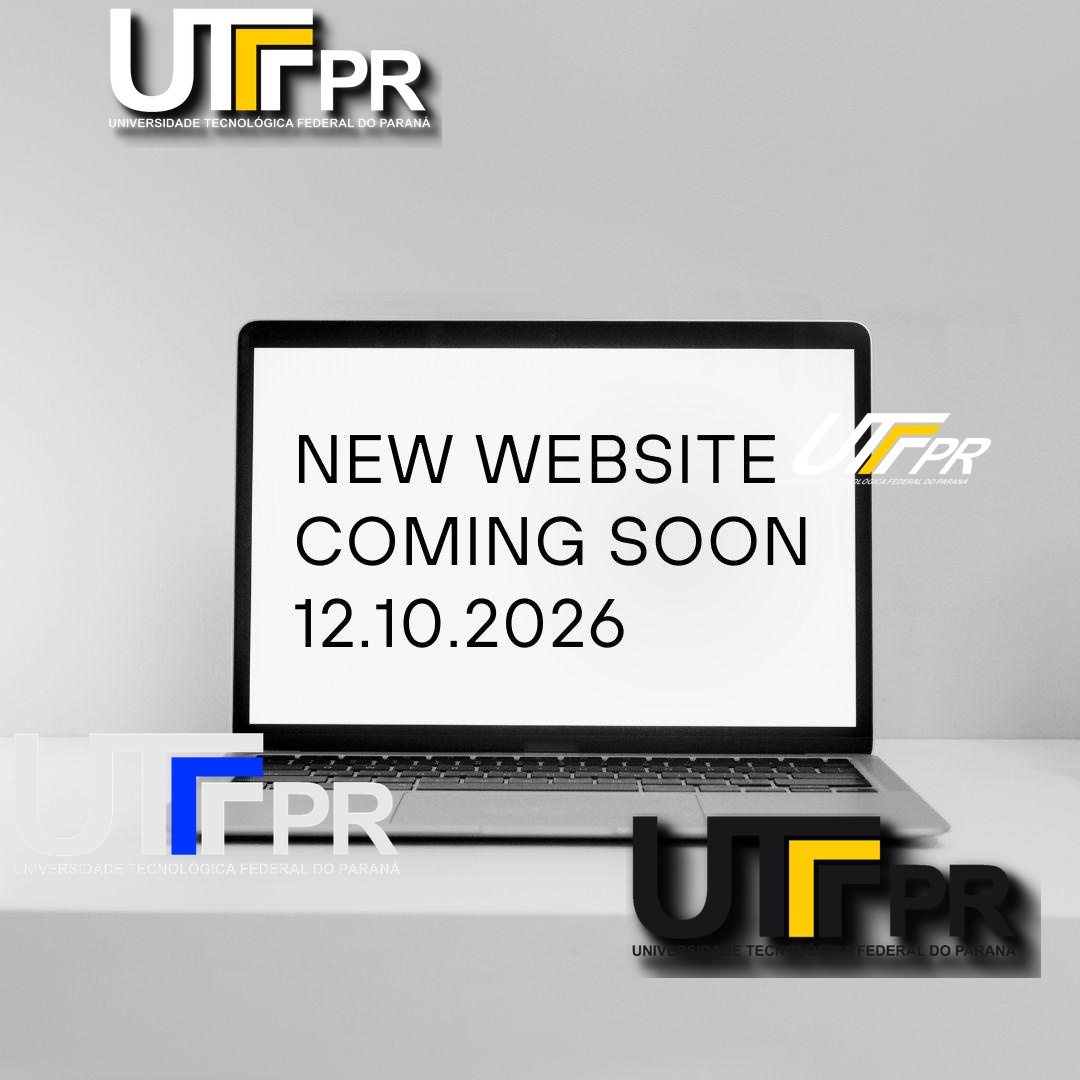 UTFPR
UNIVERSIDADE TECNOLÓGICA FEDERAL DO PARANÁ
NEW WEBSITE
UTFPR
TECNOLÓGICA FEDERAL DO PARANÁ
COMING SOON
12.10.2026
UTFPR
UNIVERSIDADE TECNOLÓGICA FEDERAL DO PARANÁ
UTFPR
UNIVERSIDADE TECNOLÓGICA FEDERAL DO PARANÁ